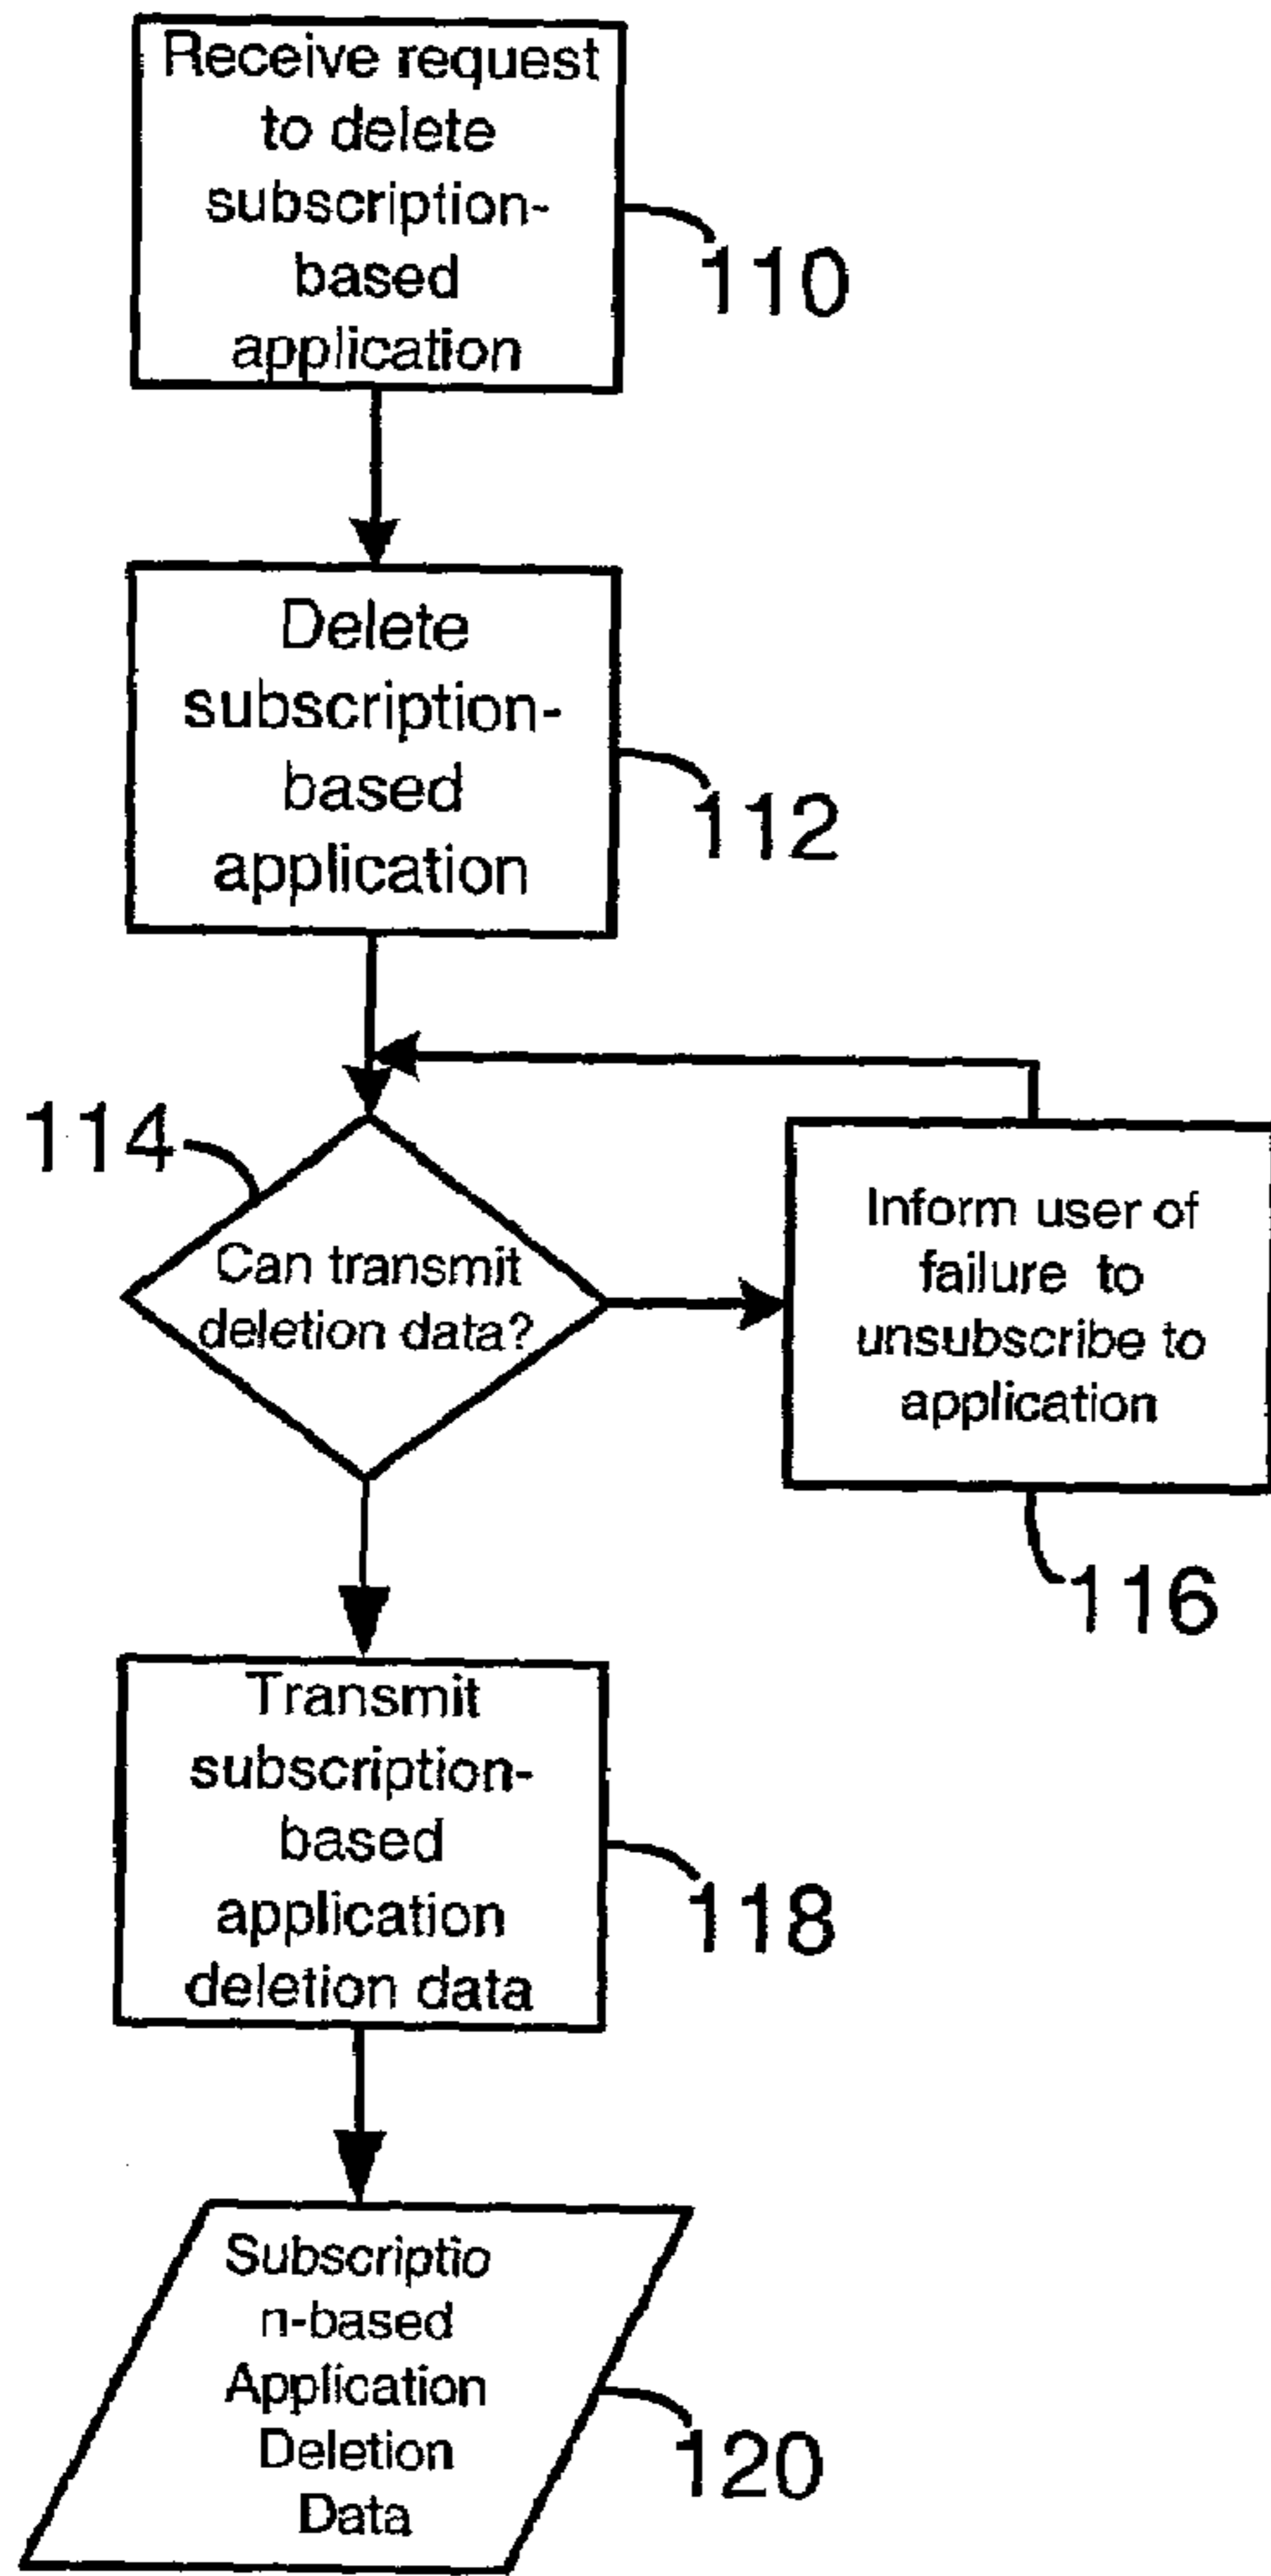 Receive request
to delete
subscription-
based
application
110
Delete
subscription-
based
application
112
114
Can transmit
deletion data?
Inform user of
failure to
unsubscribe to
application
116
Transmit
subscription-
based
application
deletion data
118
Subscriptio
n-based
Application
Deletion
Data
120